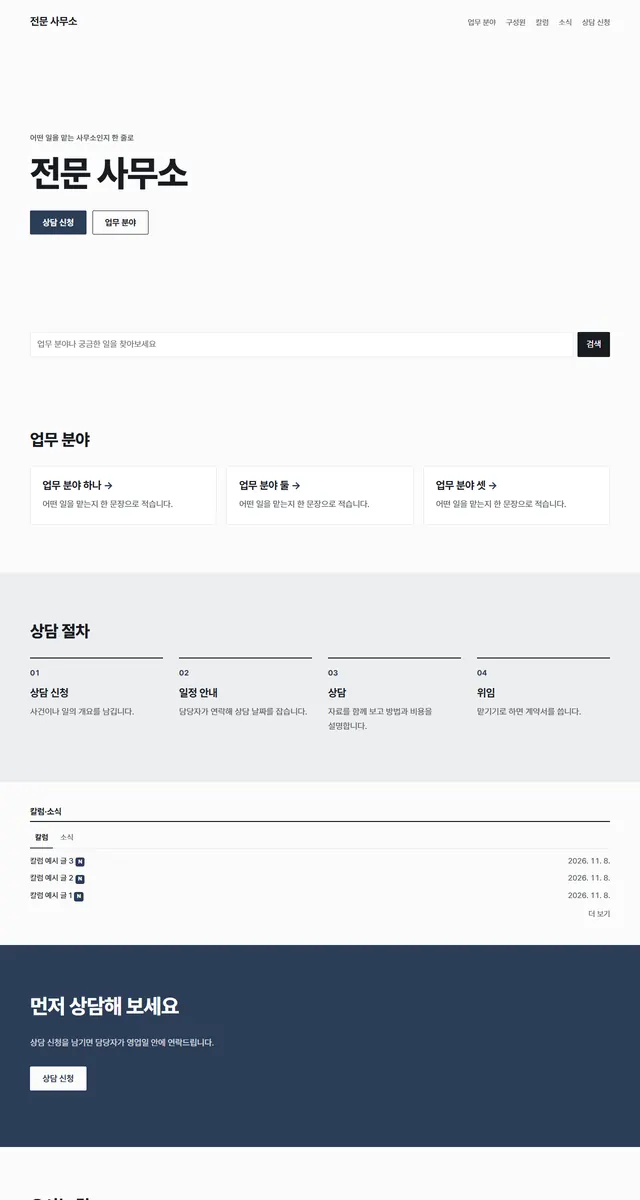 전문 사무소
업무 분야 구성원 칼럼 소식 상담 신청
어떤 일을 맡는 사무소인지 한 줄로
전문 사무소
상담 신청 업무 분야
업무 분야나 궁금한 일을 찾아보세요 검색
업무 분야
업무 분야 하나 →
어떤 일을 맡는지 한 문장으로 적습니다.
업무 분야 둘 →
어떤 일을 맡는지 한 문장으로 적습니다.
업무 분야 셋 →
어떤 일을 맡는지 한 문장으로 적습니다.
상담 절차
01
상담 신청
사건이나 일의 개요를 남깁니다.
02
일정 안내
담당자가 연락해 상담 날짜를 잡습니다.
03
상담
자료를 함께 보고 방법과 비용을
설명합니다.
04
위임
맡기기로 하면 계약서를 씁니다.
칼럼·소식
칼럼 소식
칼럼 예시 글 3 N 2026. 11. 8.
칼럼 예시 글 2 N 2026. 11. 8.
칼럼 예시 글 1 N 2026. 11. 8.
더 보기
먼저 상담해 보세요
상담 신청을 남기면 담당자가 영업일 안에 연락드립니다.
상담 신청